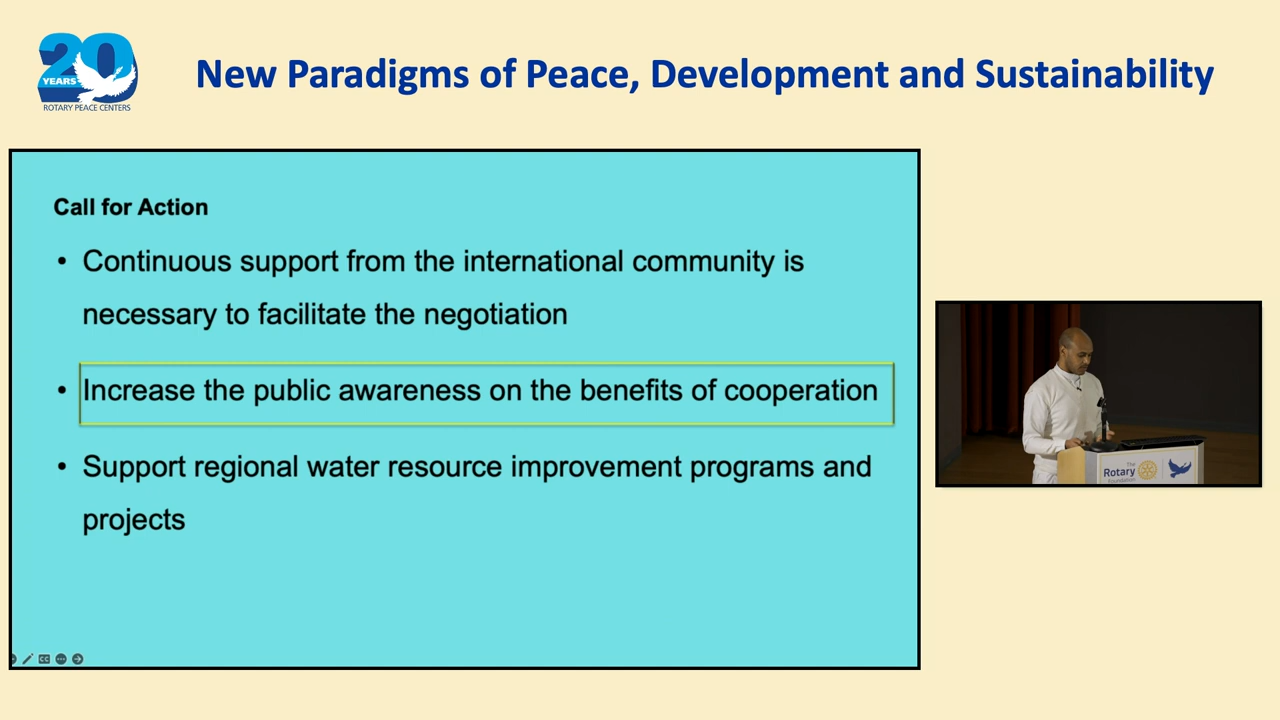 20
YEARS
ROTARY PEACE CENTERS
New Paradigms of Peace, Development and Sustainability
Call for Action
• Continuous support from the international community is
necessary to facilitate the negotiation
• Increase the public awareness on the benefits of cooperation
• Support regional water resource improvement programs and
projects
CC
The
Rotary
Foundation